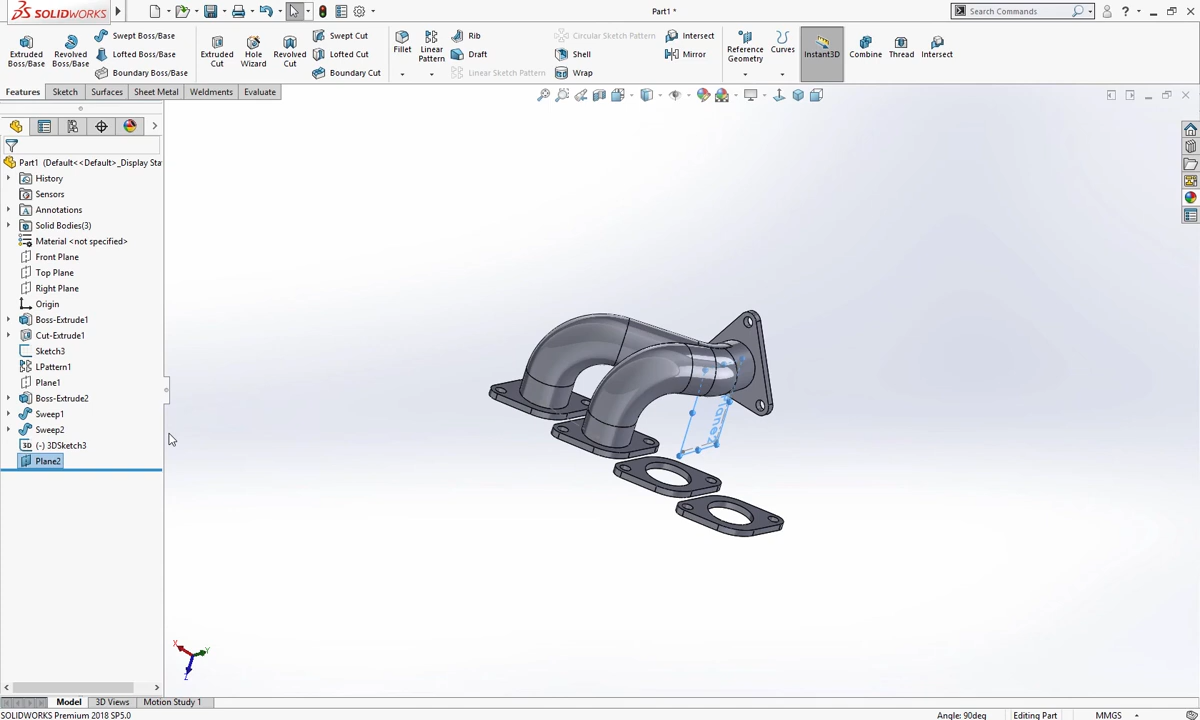 SOLIDWORKS
Part1 *
Search Commands
?
Extruded Boss/Base
Revolved Boss/Base
Swept Boss/Base
Lofted Boss/Base
Boundary Boss/Base
Extruded Cut
Hole Wizard
Revolved Cut
Swept Cut
Lofted Cut
Boundary Cut
Fillet
Linear Pattern
Rib
Draft
Linear Sketch Pattern
Circular Sketch Pattern
Shell
Wrap
Intersect
Mirror
Reference Geometry
Curves
Instant3D
Combine
Thread
Intersect
Features
Sketch
Surfaces
Sheet Metal
Weldments
Evaluate
Part1 (Default<<Default>_Display Sta
History
Sensors
Annotations
Solid Bodies(3)
Material <not specified>
Front Plane
Top Plane
Right Plane
Origin
Boss-Extrude1
Cut-Extrude1
Sketch3
LPattern1
Plane1
Boss-Extrude2
Sweep1
Sweep2
3D (-) 3DSketch3
Plane2
Plane2
X
Y
Z
Model
3D Views
Motion Study 1
SOLIDWORKS Premium 2018 SP5.0
Angle: 90deg
Editing Part
MMGS